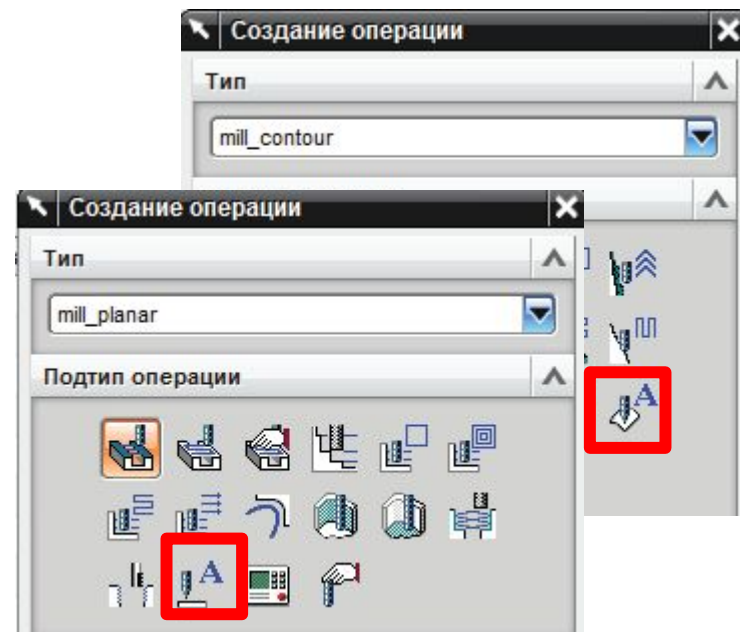 Создание операции
Тип
mill_contour
Создание операции
Тип
mill_planar
Подтип операции
A
A